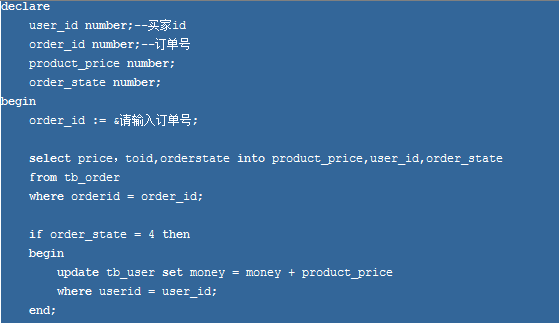 declare
user_id number;--买家id
order_id number;--订单号
product_price number;
order_state number;
begin
order_id := &请输入订单号;
select price，toid,orderstate into product_price,user_id,order_state
from tb_order
where orderid = order_id;
if order_state = 4 then
begin
update tb_user set money = money + product_price
where userid = user_id;
end;